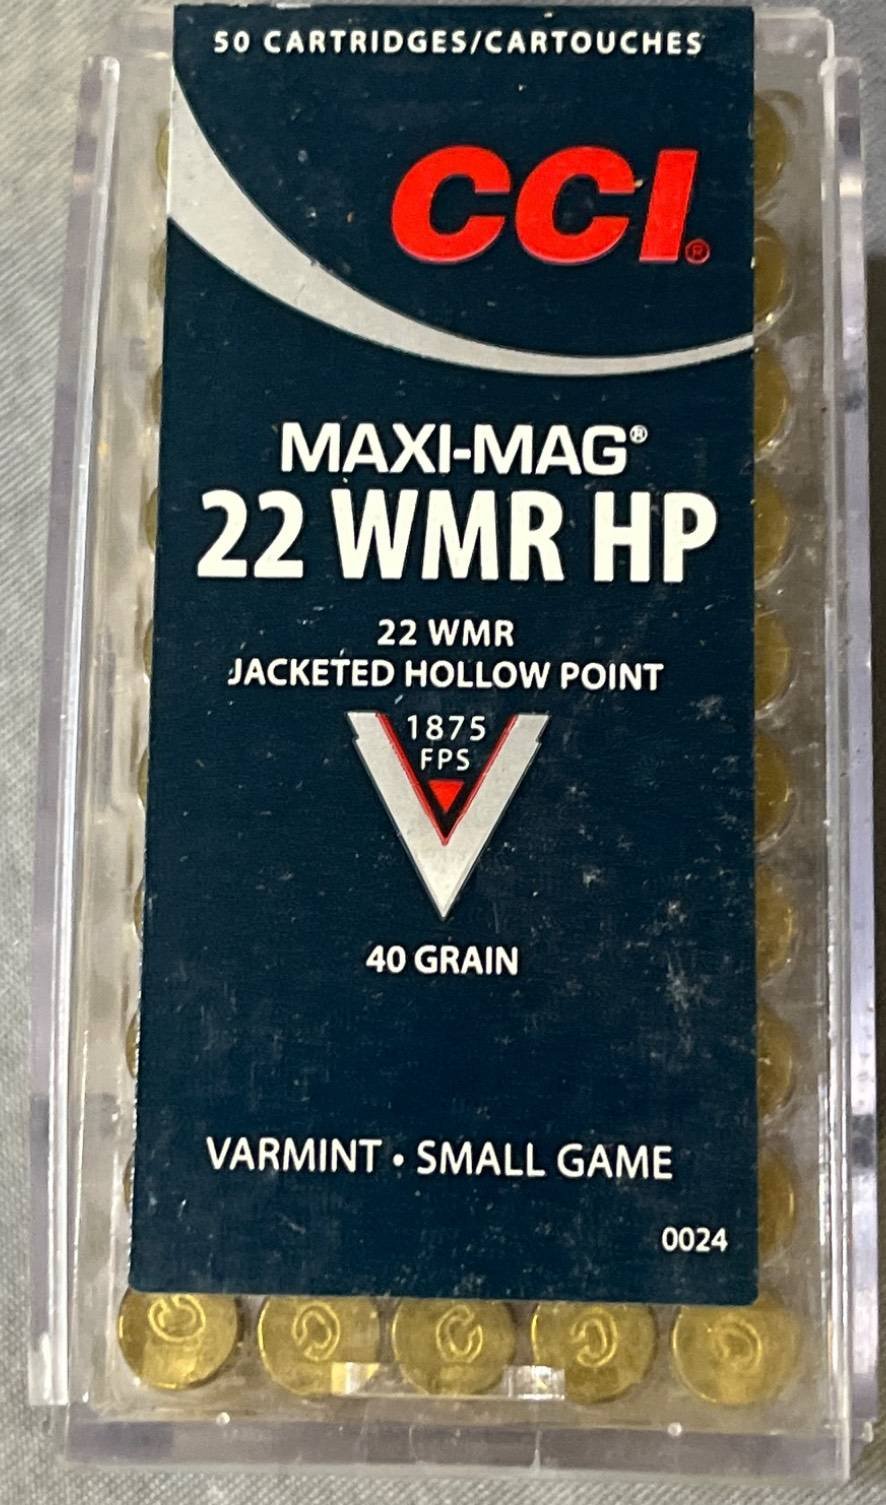 50 CARTRIDGES/CARTOUCHES
CCI®
MAXI-MAG®
22 WMR HP
22 WMR
JACKETED HOLLOW POINT
1875
FPS
40 GRAIN
VARMINT • SMALL GAME
0024
C C C C C